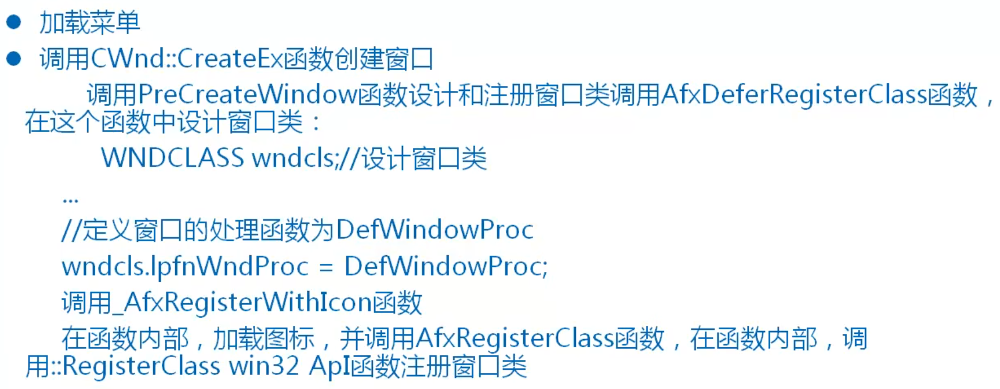 ● 加载菜单
● 调用CWnd::CreateEx函数创建窗口
调用PreCreateWindow函数设计和注册窗口类调用AfxDeferRegisterClass函数，
在这个函数中设计窗口类：
WNDCLASS wndcls;//设计窗口类
...
//定义窗口的处理函数为DefWindowProc
wndcls.lpfnWndProc = DefWindowProc;
调用_AfxRegisterWithIcon函数
在函数内部，加载图标，并调用AfxRegisterClass函数，在函数内部，调
用::RegisterClass win32 ApI函数注册窗口类